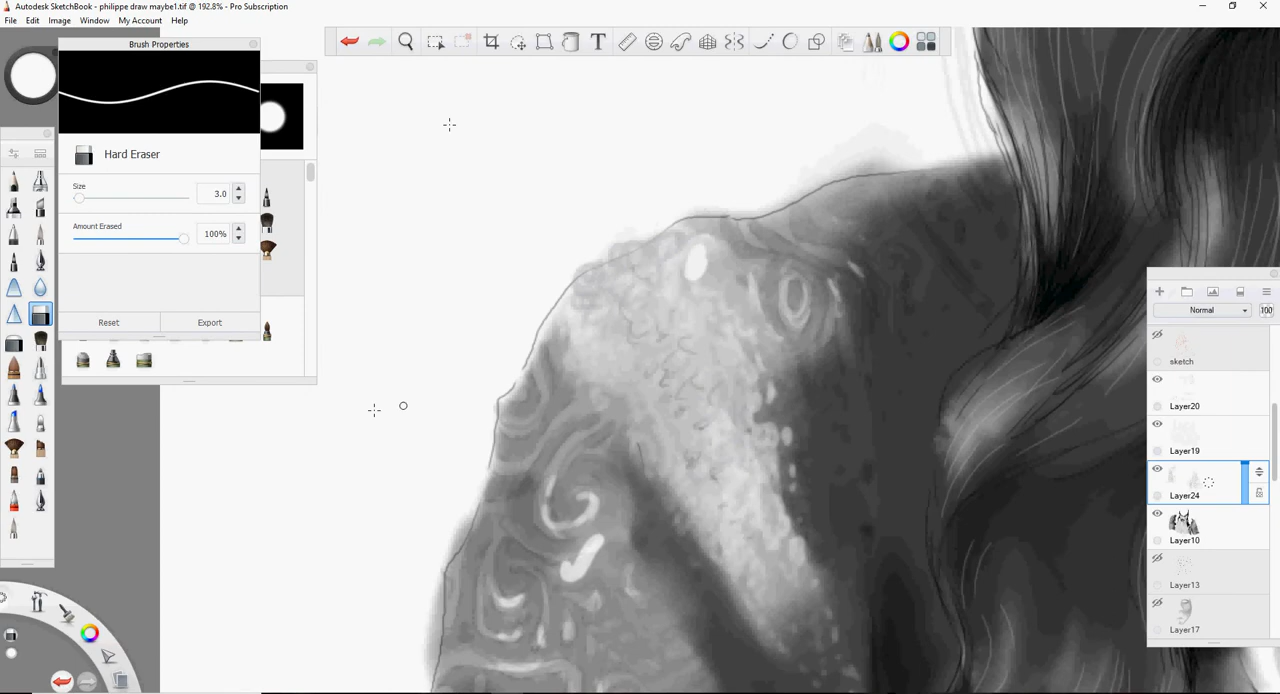 Autodesk SketchBook - philippe draw maybe1.tif @ 192.8% - Pro Subscription
File Edit Image Window My Account Help
Brush Properties
Hard Eraser
Size
3.0
Amount Erased
100%
Reset Export
Normal 100
sketch
Layer20
Layer19
Layer24
Layer10
Layer13
Layer17